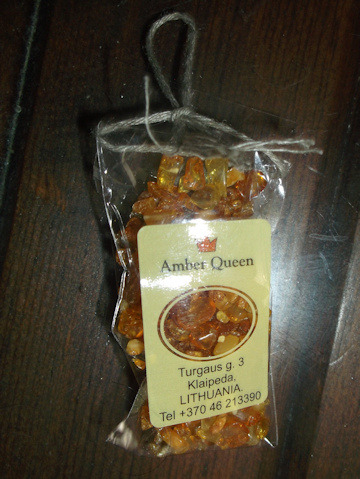 Amber Queen
Turgaus g. 3
Klaipeda,
LITHUANIA.
Tel +370 46 213390